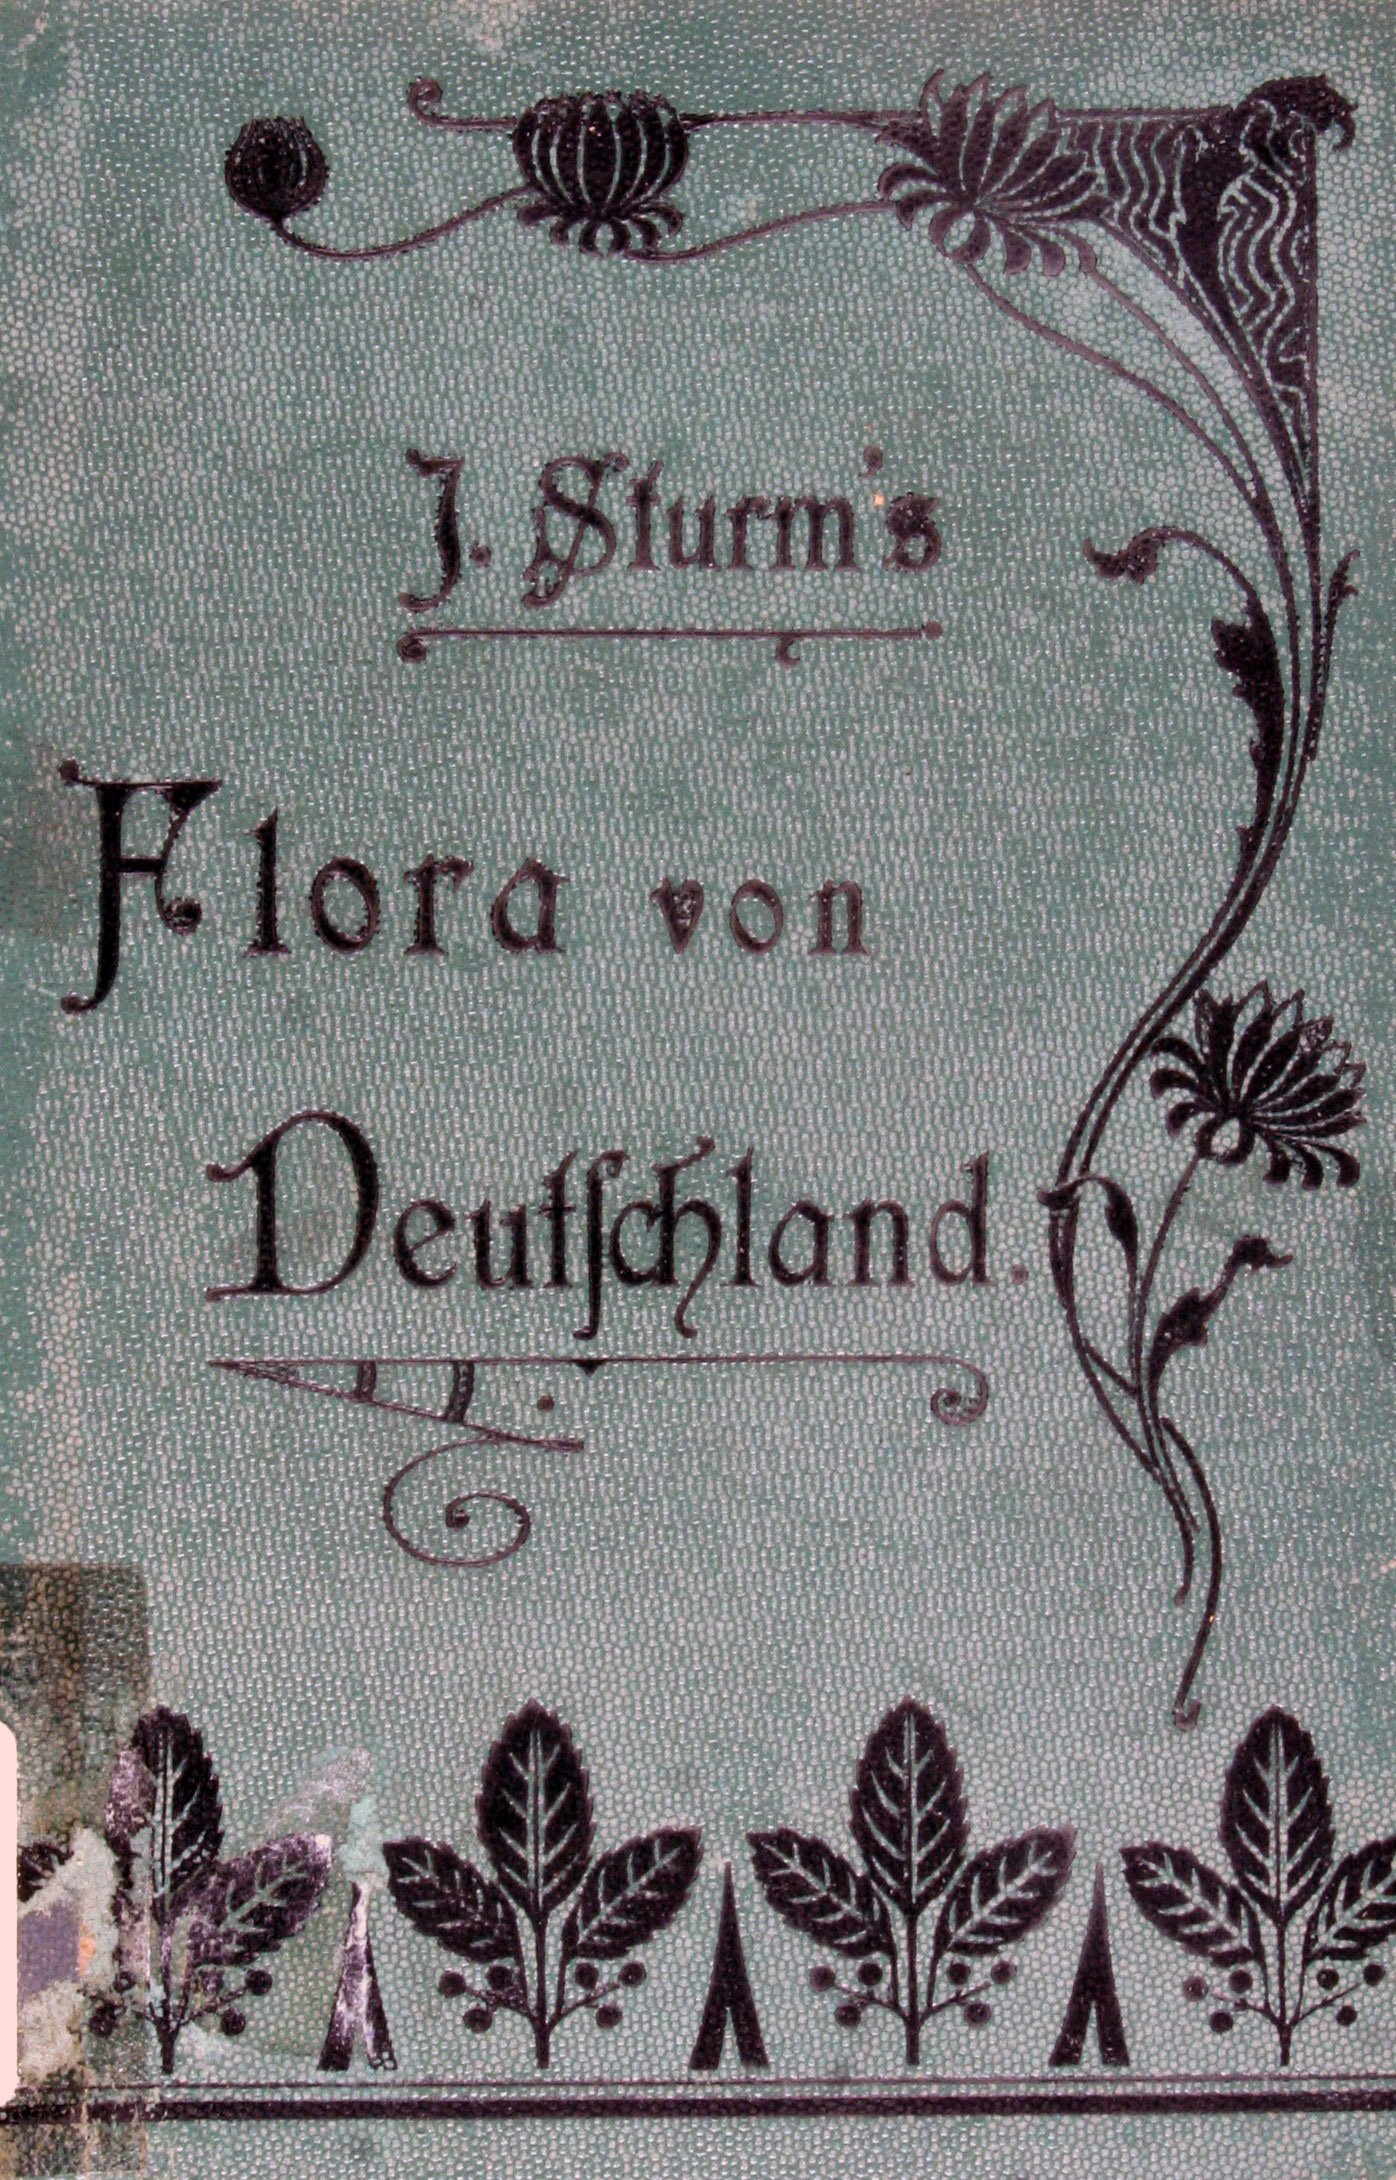 J. Sturm's
Flora von
Deutſchland.